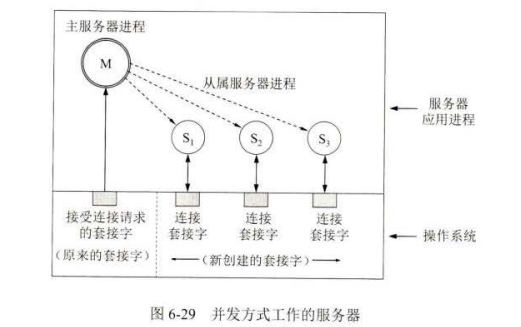 主服务器进程
M
从属服务器进程
服务器
应用进程
S1
S2
S3
接受连接请求
的套接字
(原来的套接字)
连接
套接字
连接
套接字
连接
套接字
(新创建的套接字)
操作系统
图 6-29 并发方式工作的服务器